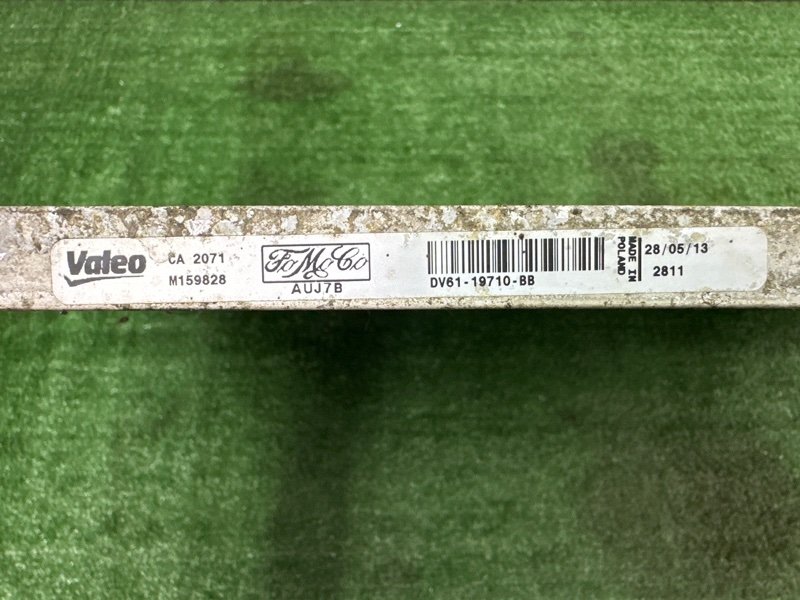 Valeo
CA 2071
M159828
FoMoCo
AUJ7B
DV61-19710-BB
MADE IN
POLAND
28/05/13
2811